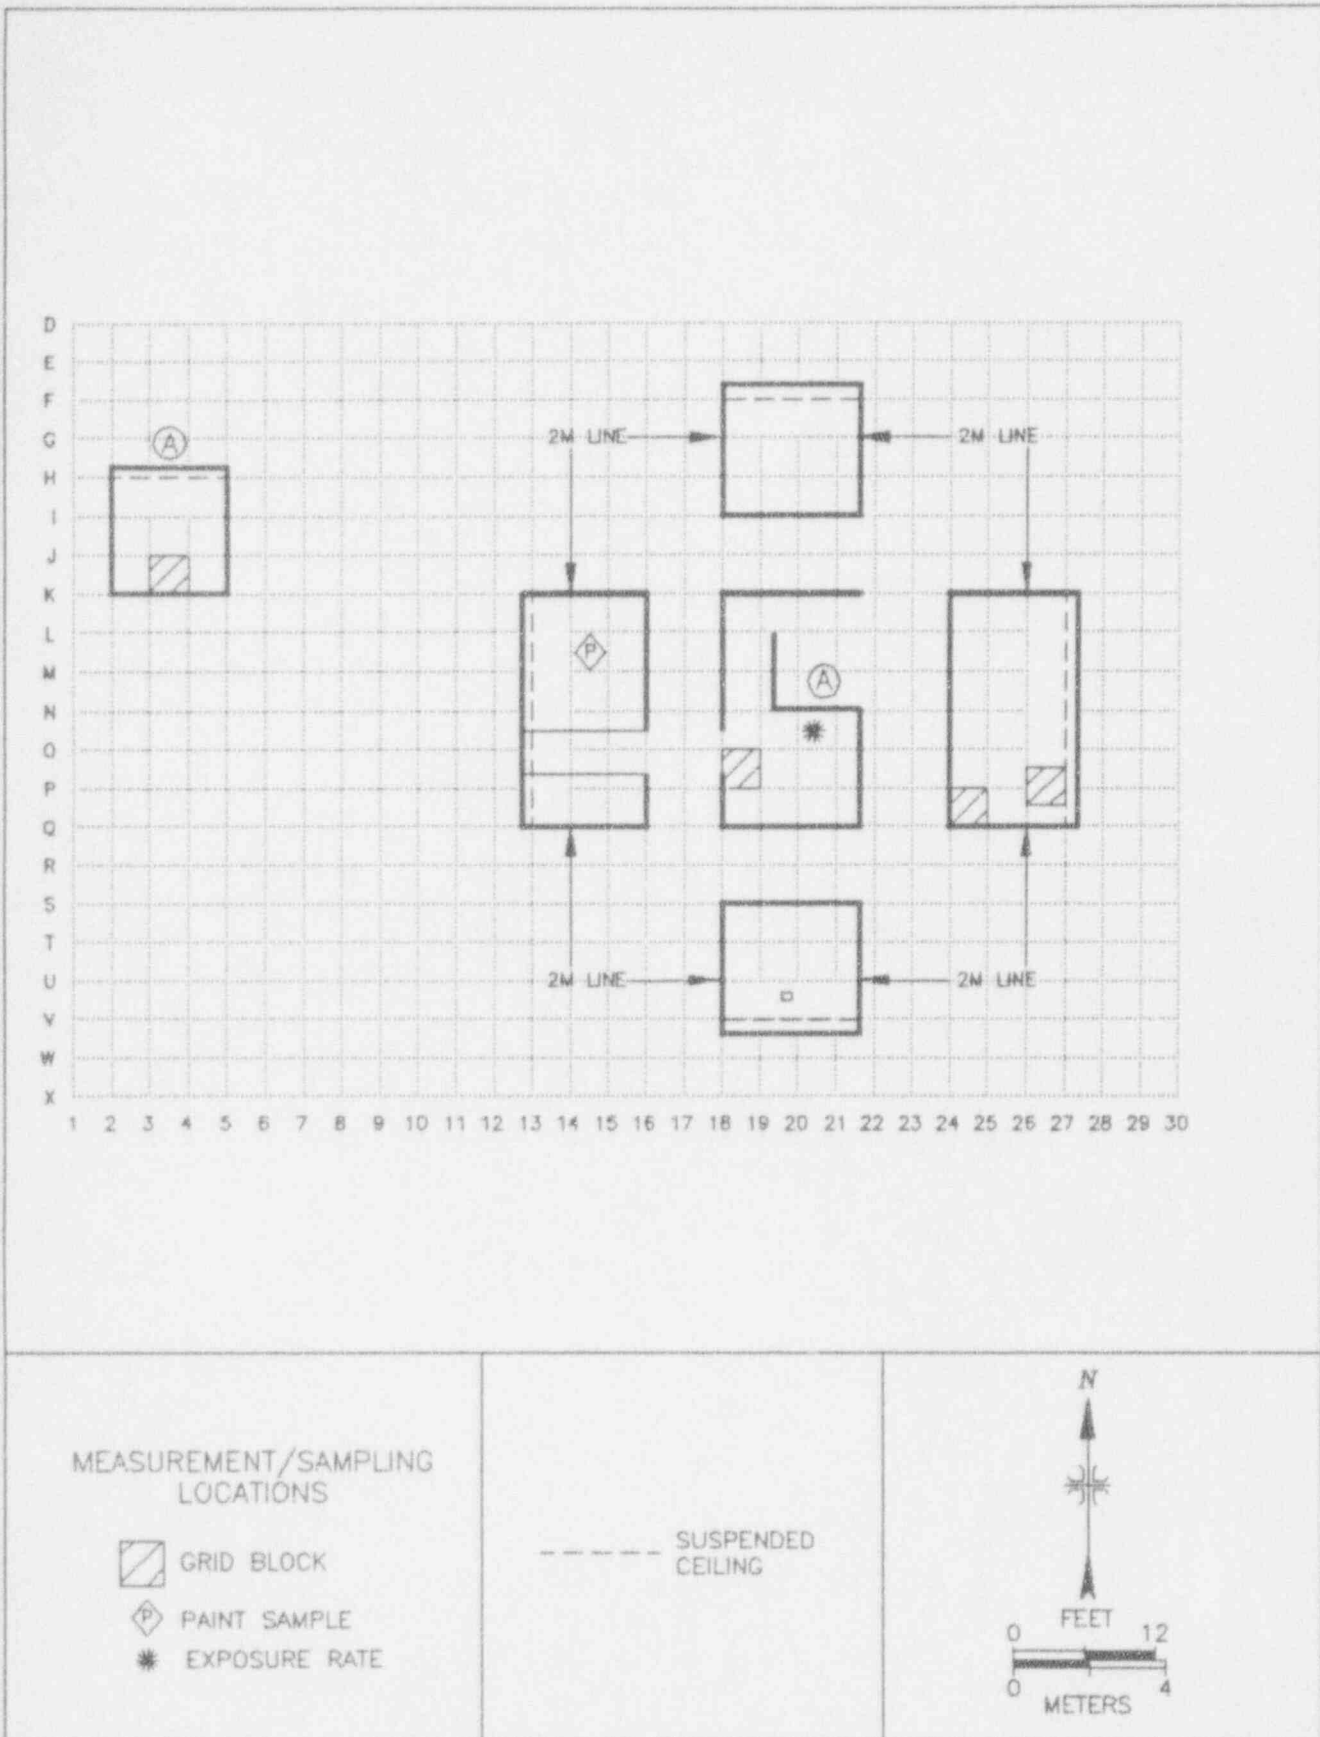 D
E
F
G 2M LINE 2M LINE
A
H
I
J
K
L
P
M A
N
O
P
Q
R
S
T
U 2M LINE 2M LINE
V
W
X
1 2 3 4 5 6 7 8 9 10 11 12 13 14 15 16 17 18 19 20 21 22 23 24 25 26 27 28 29 30
MEASUREMENT/SAMPLING
LOCATIONS
GRID BLOCK
P PAINT SAMPLE
EXPOSURE RATE
SUSPENDED
CEILING
N
FEET
0 12
0 4
METERS